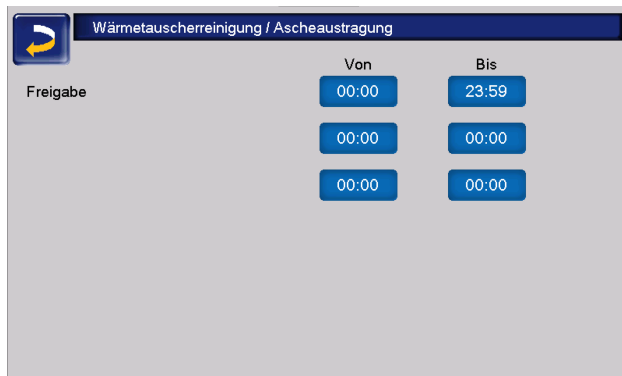 Wärmetauscherreinigung / Ascheaustragung
Von Bis
Freigabe 00:00 23:59
00:00 00:00
00:00 00:00